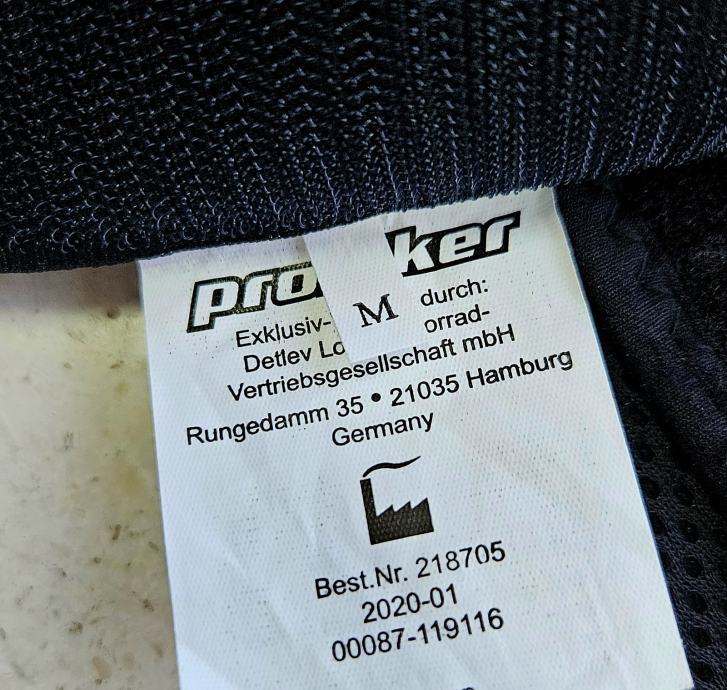 pro ker
M
Exklusiv- durch:
Detlev Lo orrad-
Vertriebsgesellschaft mbH
Rungedamm 35 • 21035 Hamburg
Germany
Best.Nr. 218705
2020-01
00087-119116